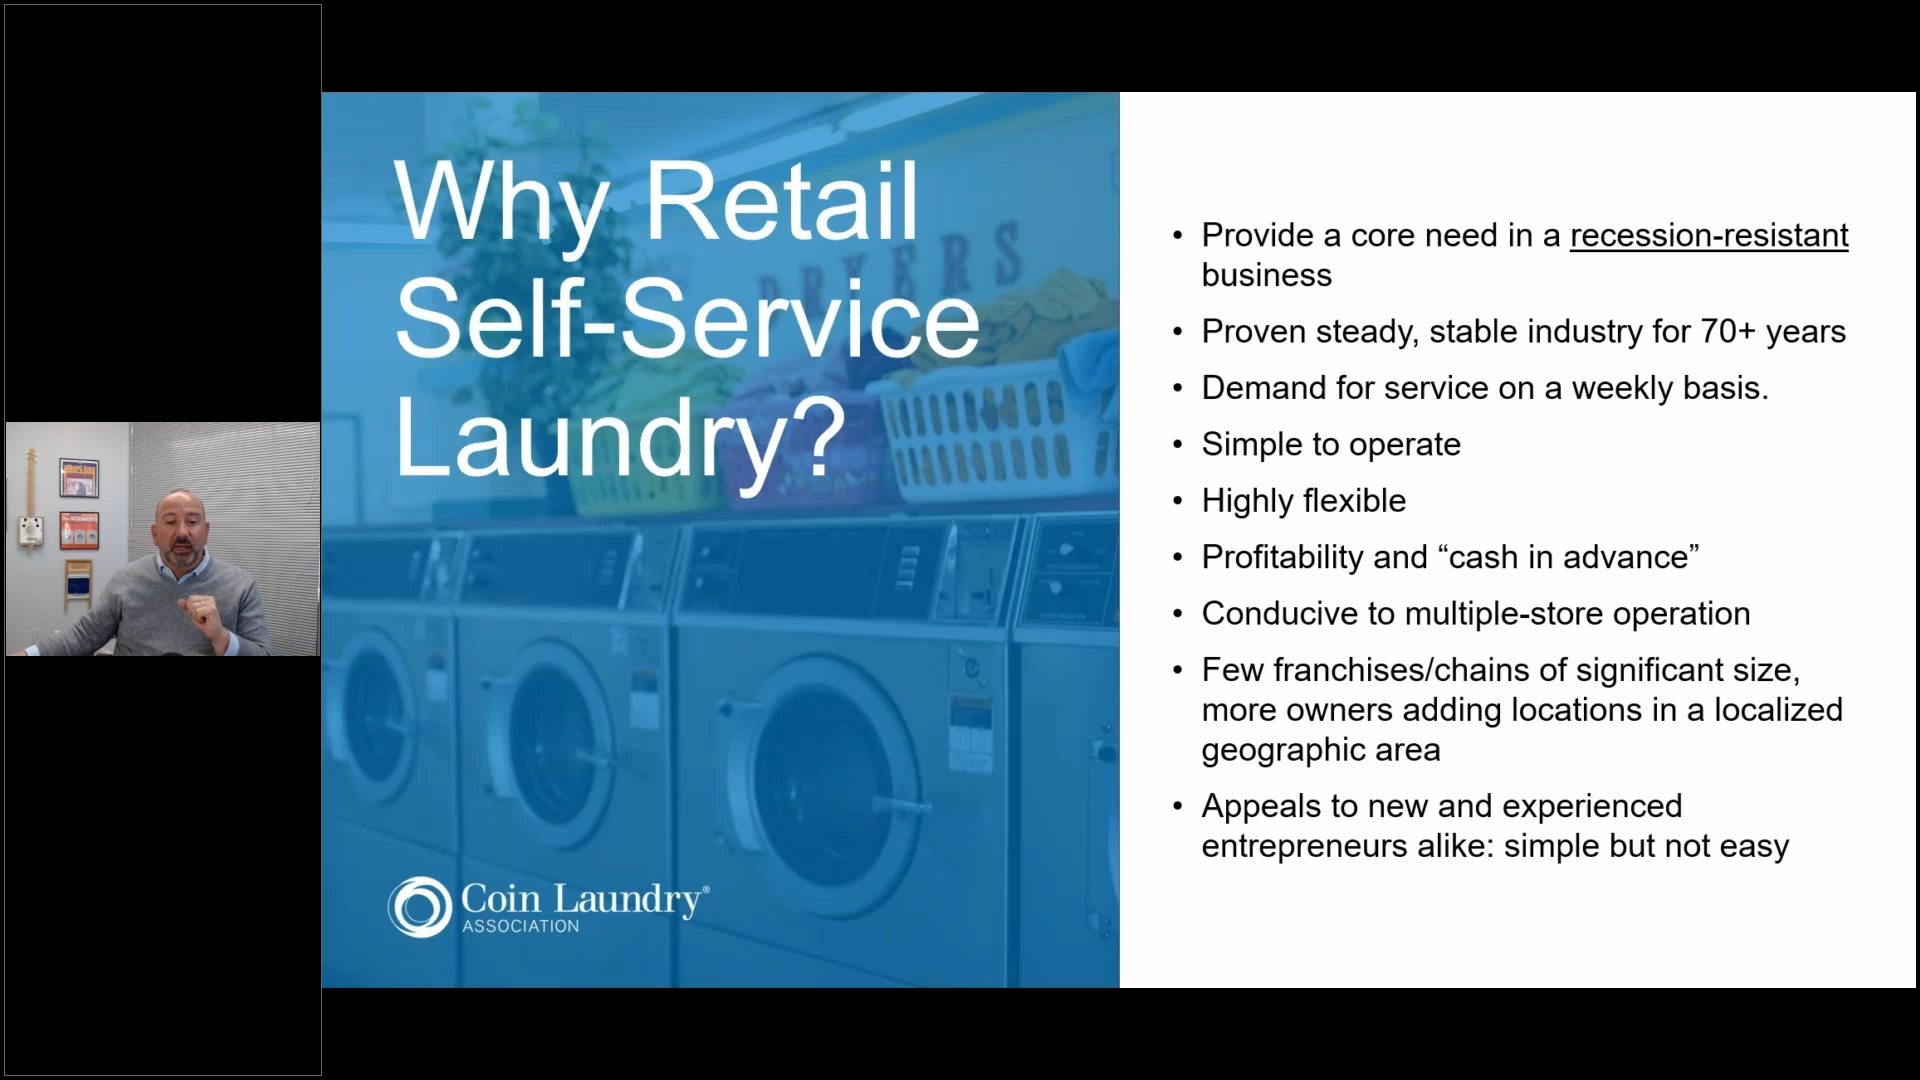 Why Retail
Self-Service
Laundry?
DRYERS
Coin Laundry®
ASSOCIATION
• Provide a core need in a recession-resistant
business
• Proven steady, stable industry for 70+ years
• Demand for service on a weekly basis.
• Simple to operate
• Highly flexible
• Profitability and “cash in advance”
• Conducive to multiple-store operation
• Few franchises/chains of significant size,
more owners adding locations in a localized
geographic area
• Appeals to new and experienced
entrepreneurs alike: simple but not easy